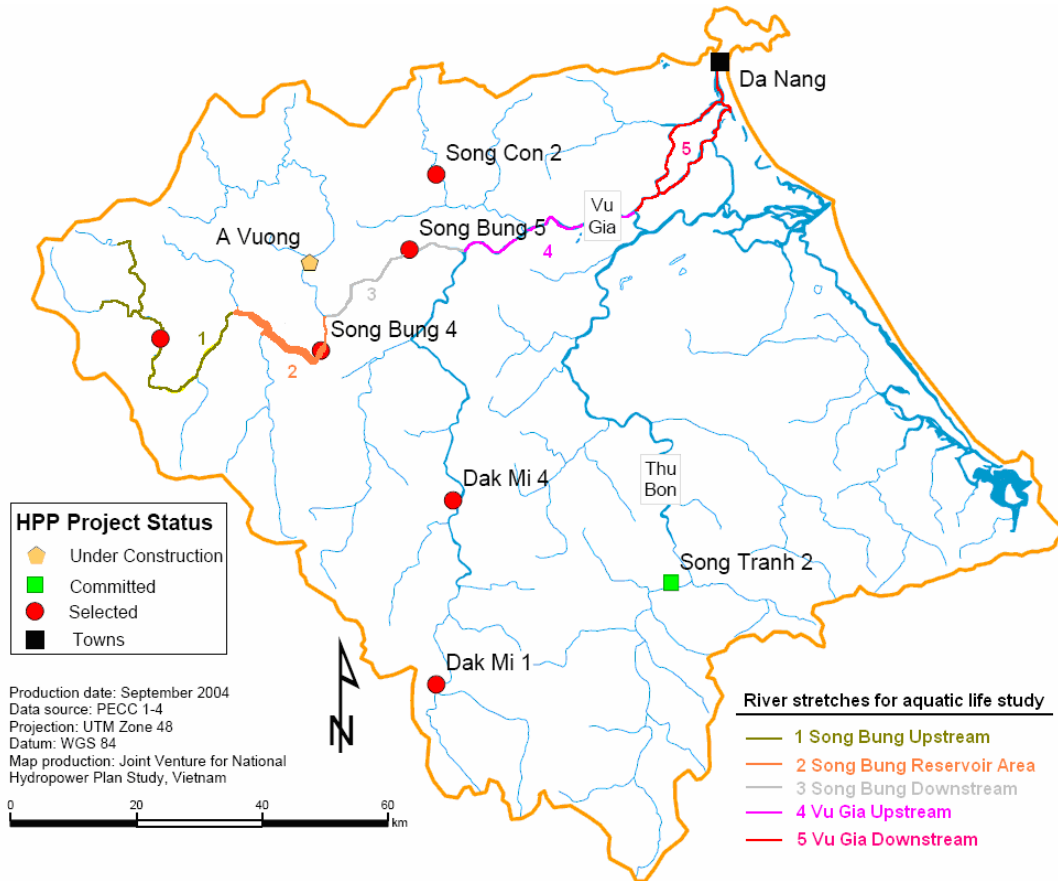 Da Nang
5
Song Con 2
Vu
Gia
Song Bung 5
A Vuong
4
3
1
Song Bung 4
2
Thu
Bon
Dak Mi 4
Song Tranh 2
Dak Mi 1
HPP Project Status
Under Construction
Committed
Selected
Towns
N
Production date: September 2004
Data source: PECC 1-4
Projection: UTM Zone 48
Datum: WGS 84
Map production: Joint Venture for National
Hydropower Plan Study, Vietnam
0 20 40 60
km
River stretches for aquatic life study
1 Song Bung Upstream
2 Song Bung Reservoir Area
3 Song Bung Downstream
4 Vu Gia Upstream
5 Vu Gia Downstream